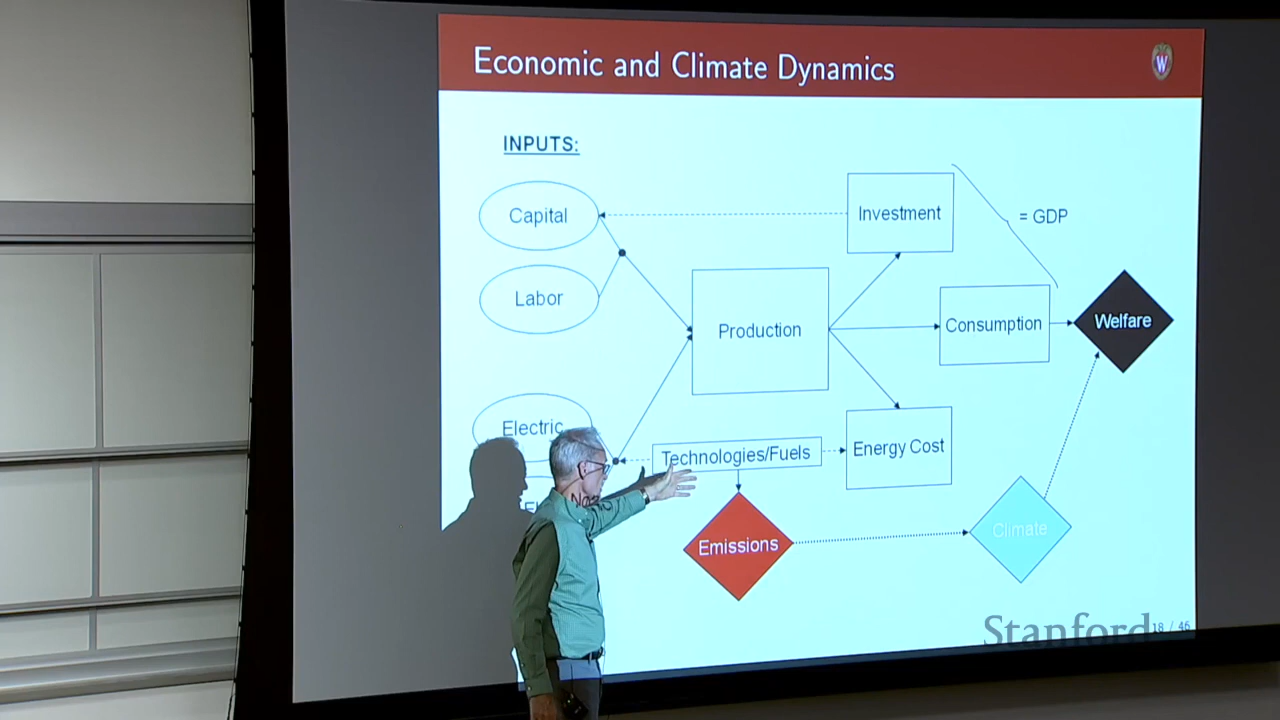 Economic and Climate Dynamics
W
INPUTS:
Capital
Investment
= GDP
Labor
Production
Consumption
Welfare
Electric
Technologies/Fuels
Energy Cost
Emissions
Climate
Stanford
18 / 46